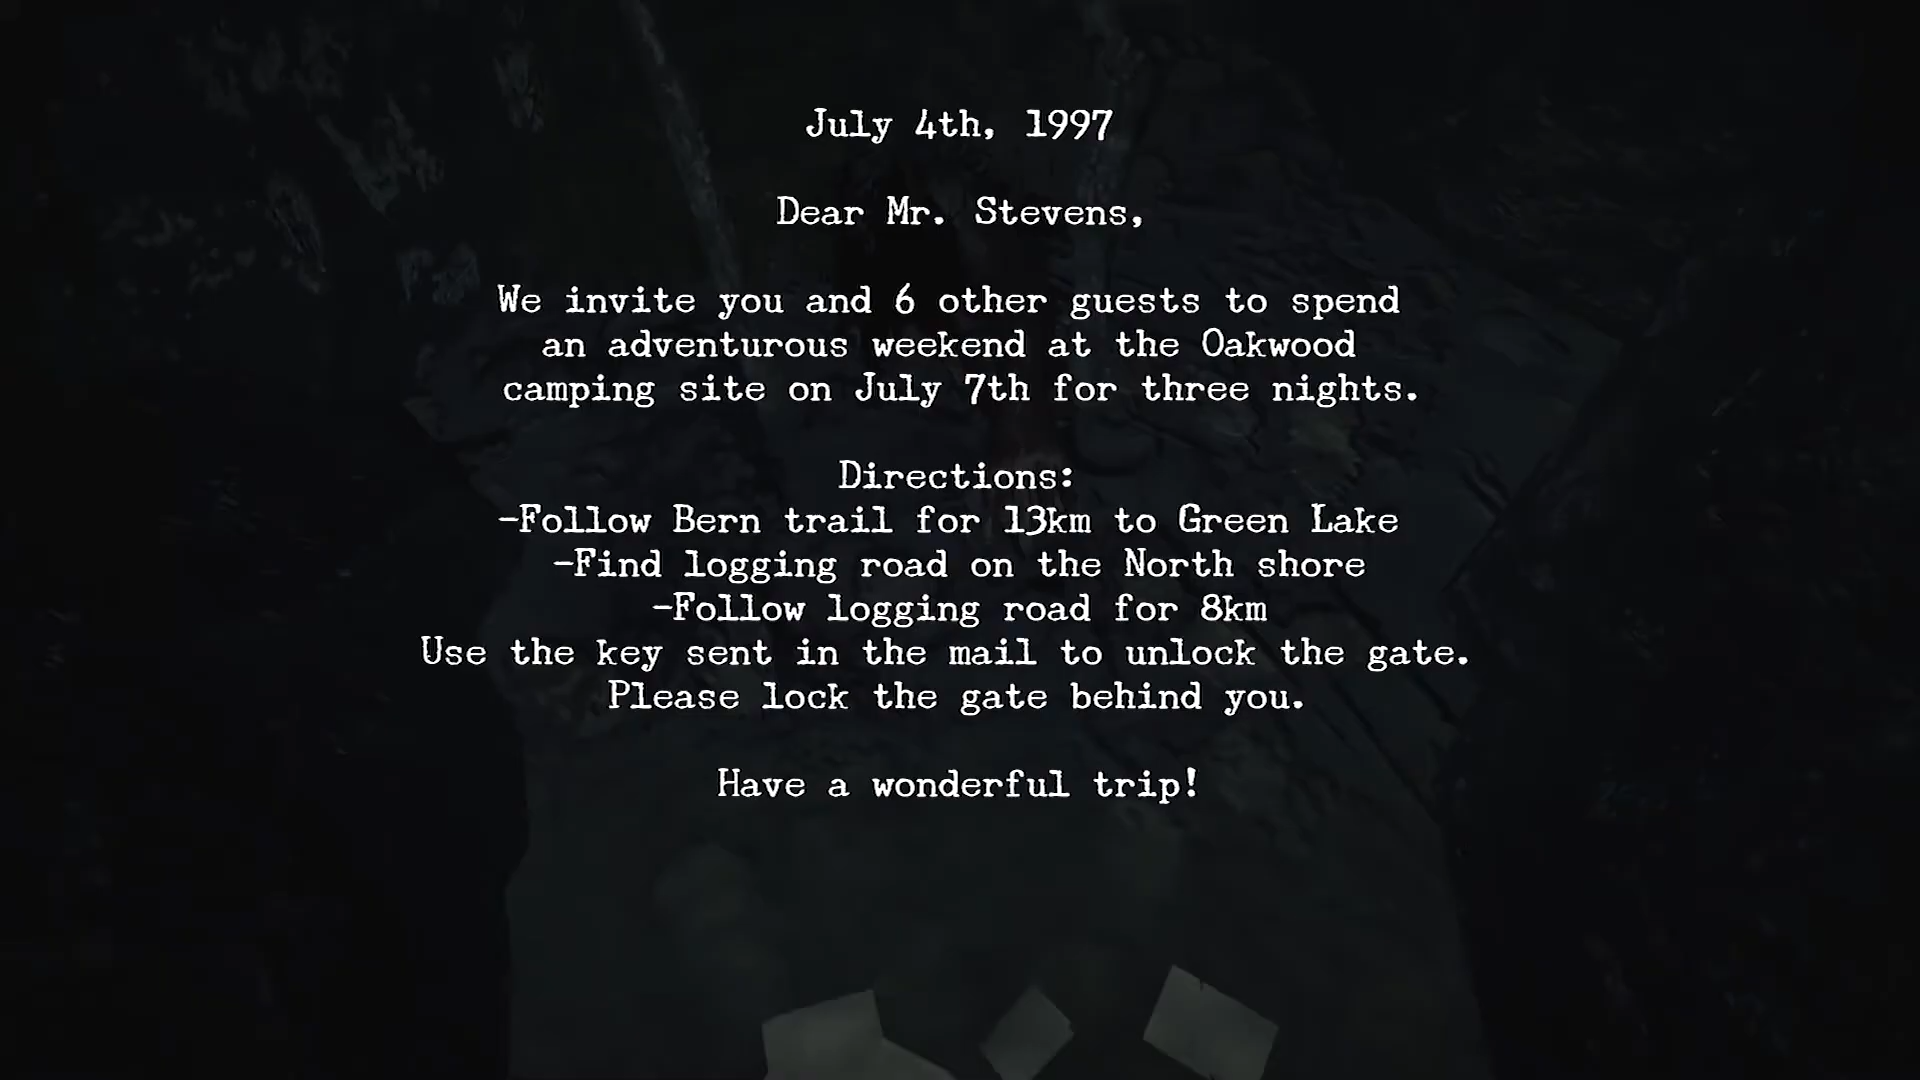 July 4th, 1997
Dear Mr. Stevens,
We invite you and 6 other guests to spend
an adventurous weekend at the Oakwood
camping site on July 7th for three nights.
Directions:
-Follow Bern trail for 13km to Green Lake
-Find logging road on the North shore
-Follow logging road for 8km
Use the key sent in the mail to unlock the gate.
Please lock the gate behind you.
Have a wonderful trip!